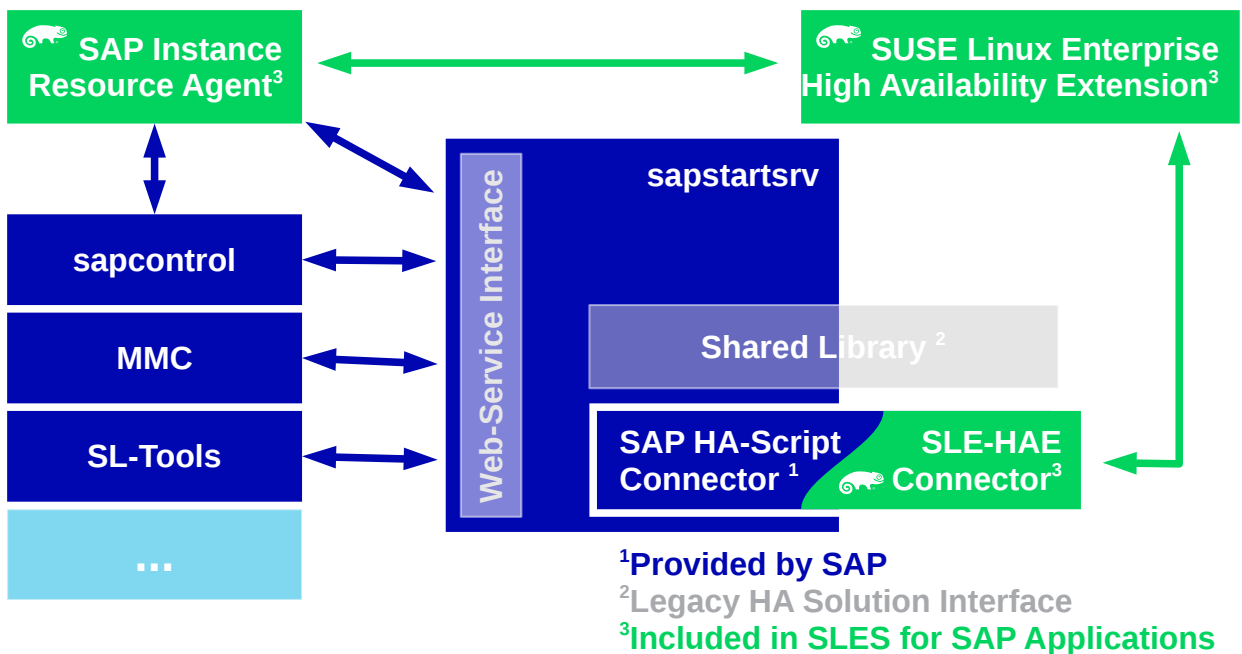 SAP Instance
Resource Agent³
SUSE Linux Enterprise
High Availability Extension³
sapstartsrv
Web-Service Interface
sapcontrol
MMC
SL-Tools
...
Shared Library ²
SAP HA-Script
Connector ¹
SLE-HAE
Connector³
¹Provided by SAP
²Legacy HA Solution Interface
³Included in SLES for SAP Applications